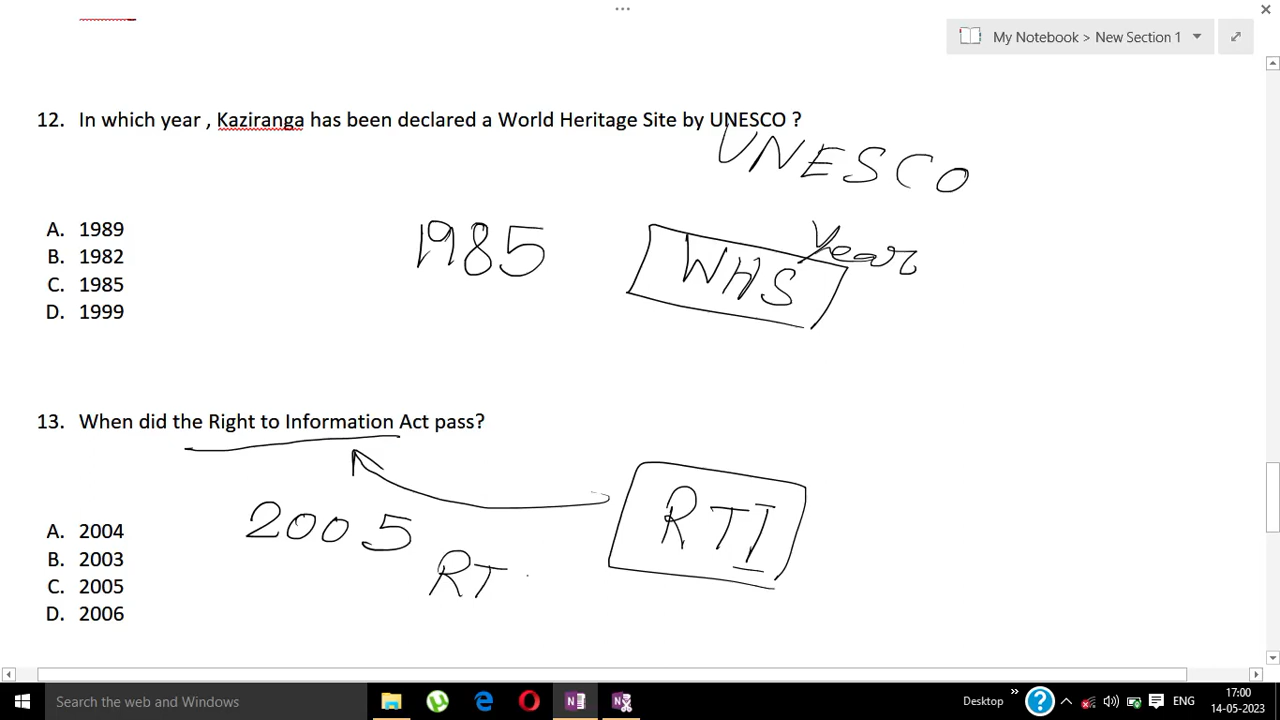 ...
My Notebook > New Section 1
12. In which year , Kaziranga has been declared a World Heritage Site by UNESCO ?
UNESCO
A. 1989
B. 1982
C. 1985
D. 1999
1985
year
WHS
13. When did the Right to Information Act pass?
A. 2004
B. 2003
C. 2005
D. 2006
2005
RT
RTI
Search the web and Windows
Desktop
ENG
17:00
14-05-2023